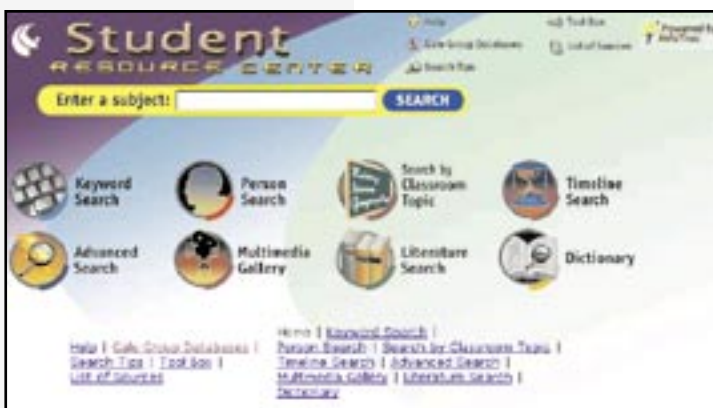 Student
RESOURCE CENTER
Help
Tool Box
Gale Group Databases
List of Sources
Search Tips
Powered by
InfoTrac
Enter a subject:
SEARCH
Keyword
Search
Person
Search
Search by
Classroom
Topic
Timeline
Search
Advanced
Search
Multimedia
Gallery
Literature
Search
Dictionary
Help | Gale Group Databases |
Search Tips | Tool Box |
List of Sources
Home | Keyword Search |
Person Search | Search by Classroom Topic |
Timeline Search | Advanced Search |
Multimedia Gallery | Literature Search |
Dictionary